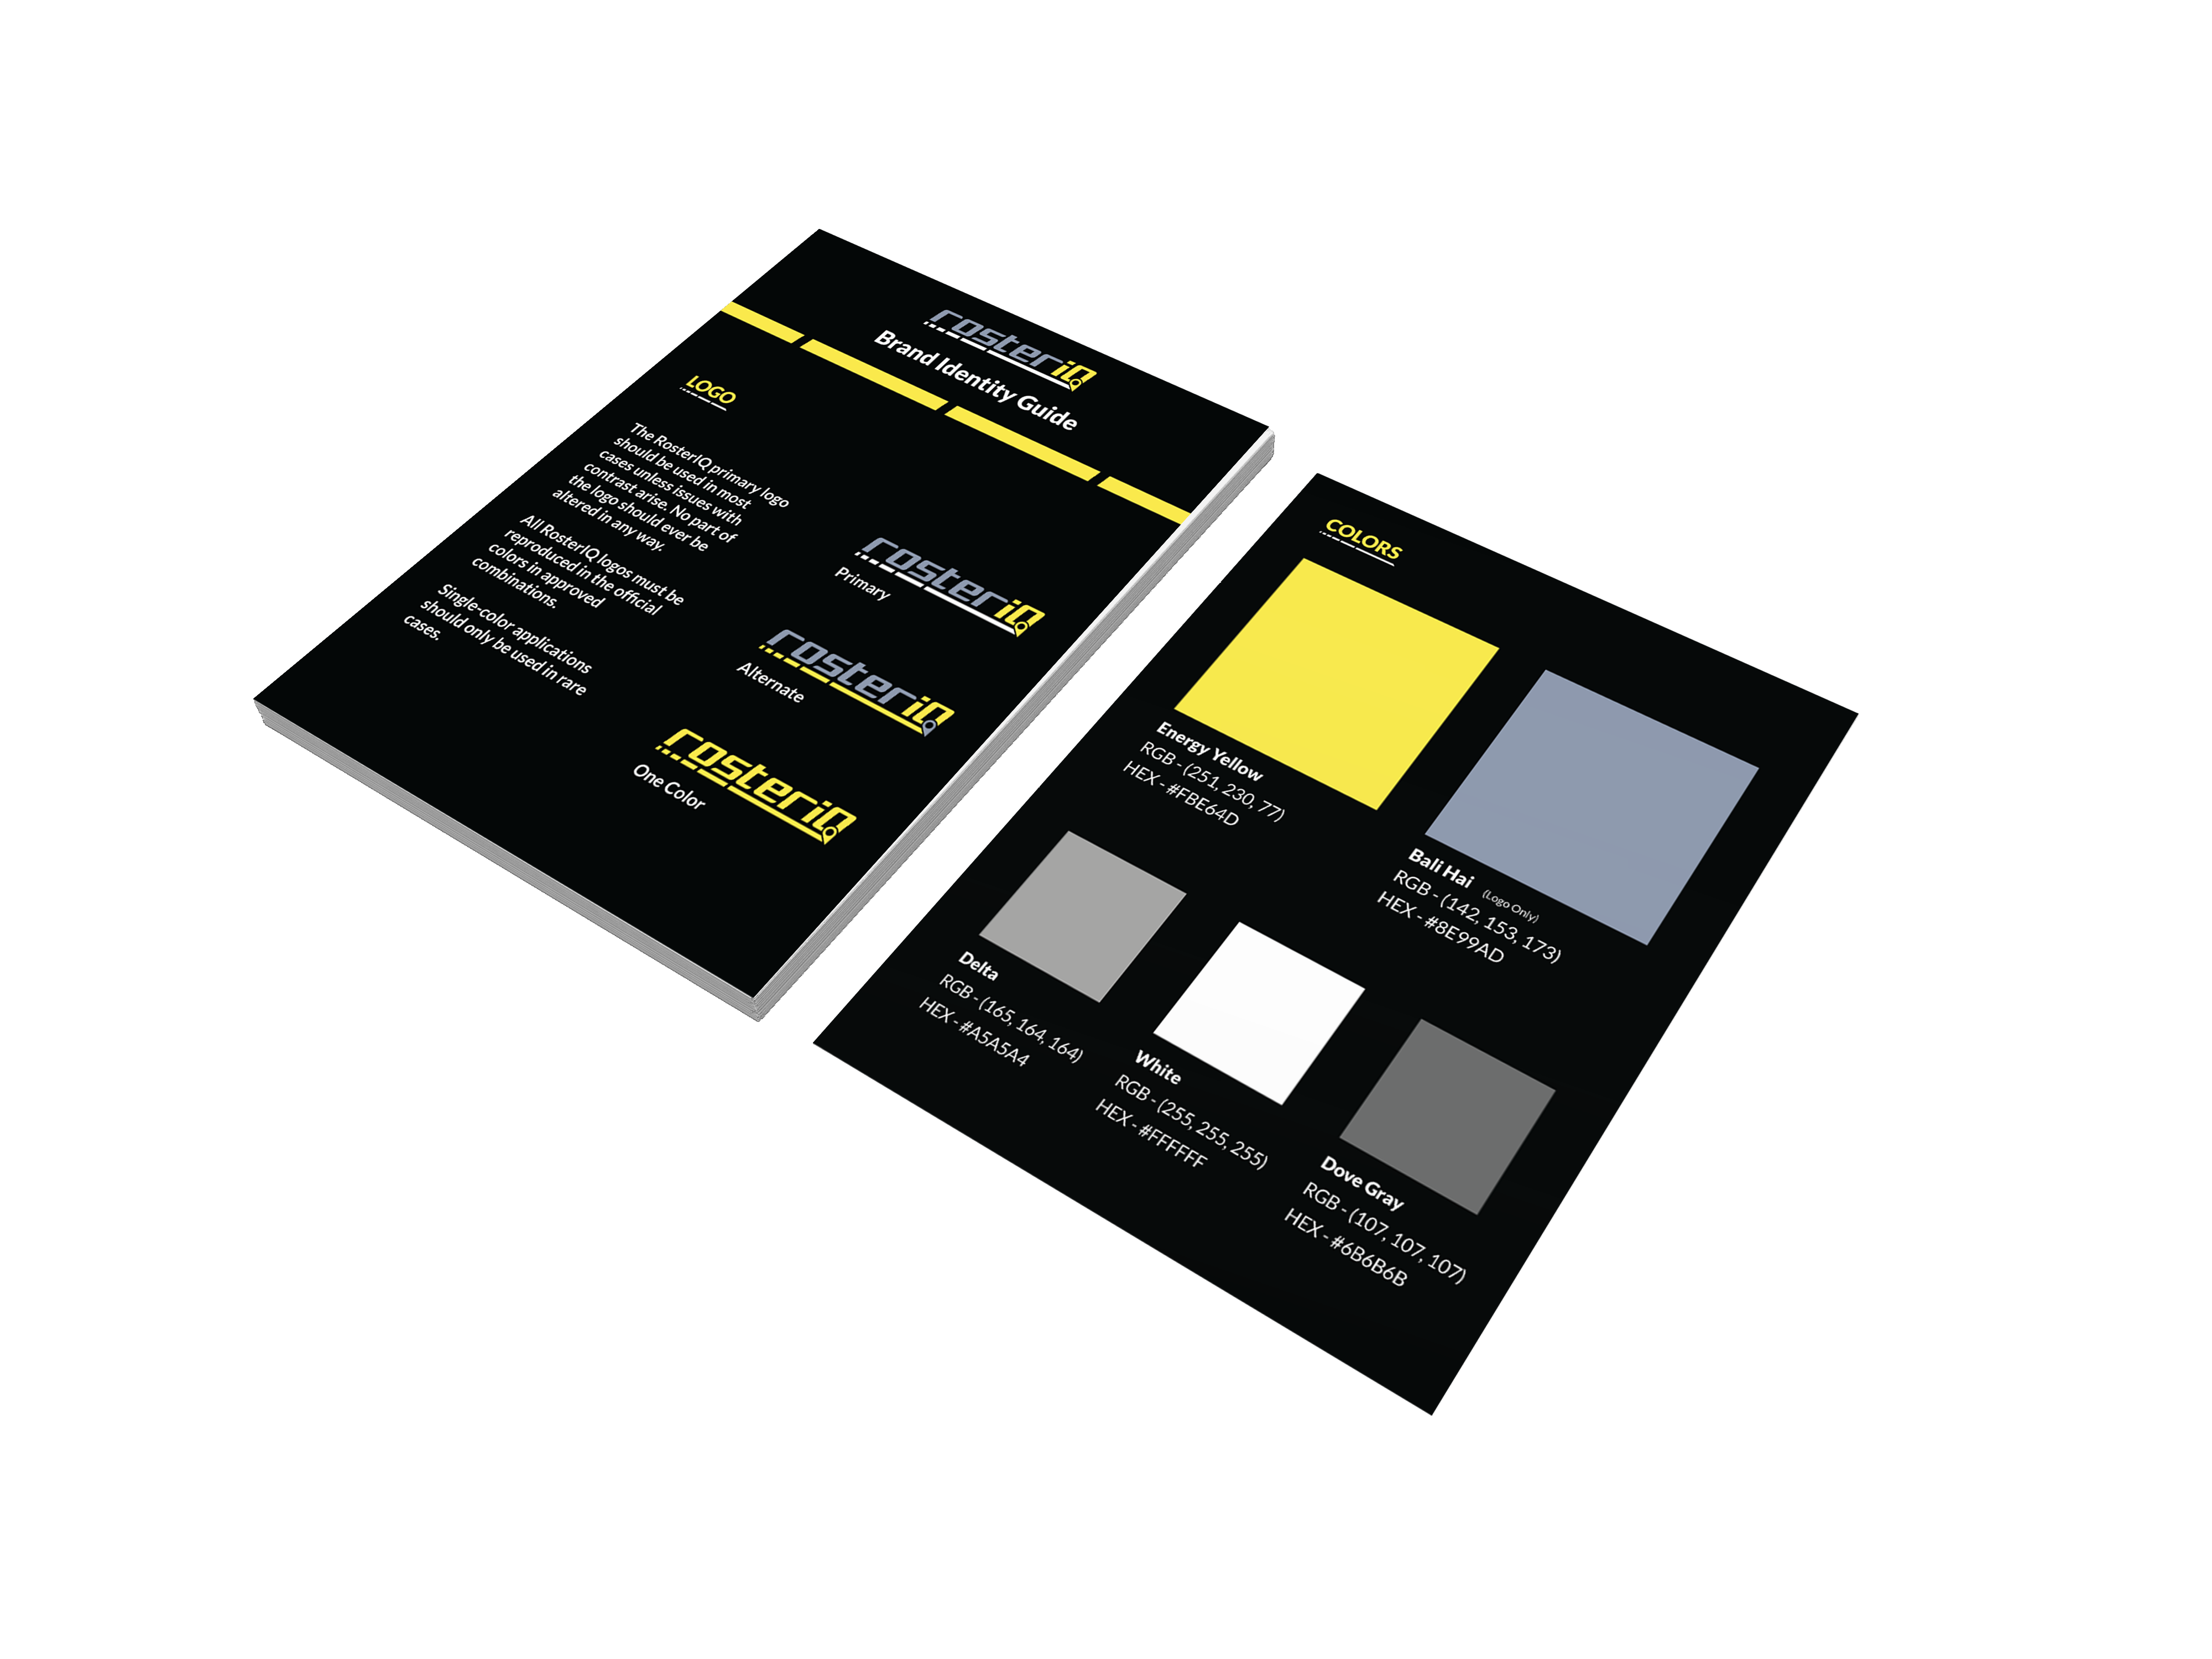 rosteriQ
Brand Identity Guide
LOGO
The RosterIQ primary logo
should be used in most
cases unless issues with
contrast arise. No part of
the logo should ever be
altered in any way.
All RosterIQ logos must be
reproduced in the official
colors in approved
combinations.
Single-color applications
should only be used in rare
cases.
rosteriQ
Primary
rosteriQ
Alternate
rosteriQ
One Color
COLORS
Energy Yellow
RGB - (251, 230, 77)
HEX - #FBE64D
Bali Hai (Logo Only)
RGB - (142, 153, 173)
HEX - #8E99AD
Delta
RGB - (165, 164, 164)
HEX - #A5A5A4
White
RGB - (255, 255, 255)
HEX - #FFFFFF
Dove Gray
RGB - (107, 107, 107)
HEX - #6B6B6B